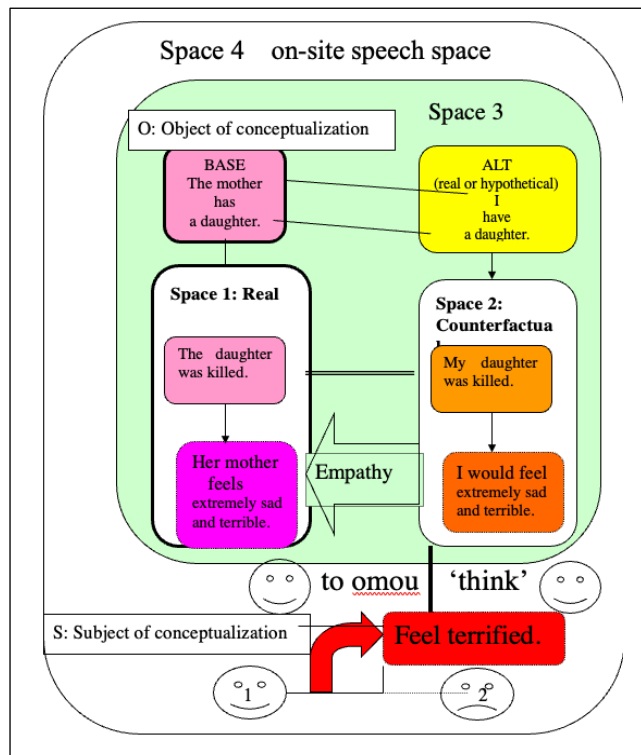 Space 4 on-site speech space
O: Object of conceptualization
Space 3
BASE
The mother
has
a daughter.
ALT
(real or hypothetical)
I
have
a daughter.
Space 1: Real
The daughter
was killed.
Her mother
feels
extremely sad
and terrible.
Space 2:
Counterfactua
My daughter
was killed.
I would feel
extremely sad
and terrible.
Empathy
to omou ‘think’
S: Subject of conceptualization
Feel terrified.
1
2